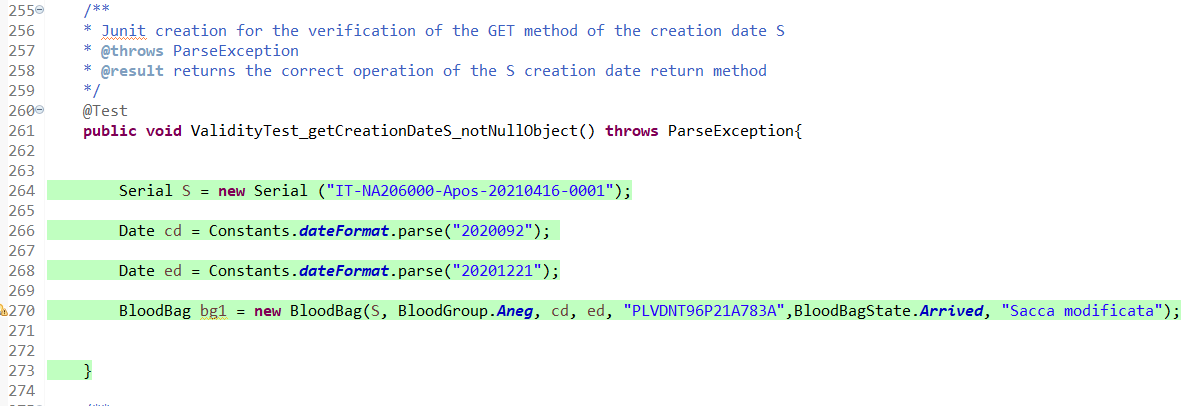 255 /**
256 * Junit creation for the verification of the GET method of the creation date S
257 * @throws ParseException
258 * @result returns the correct operation of the S creation date return method
259 */
260 @Test
261 public void ValidityTest_getCreationDateS_notNullObject() throws ParseException{
262
263
264 Serial S = new Serial ("IT-NA206000-Apos-20210416-0001");
265
266 Date cd = Constants.dateFormat.parse("2020092");
267
268 Date ed = Constants.dateFormat.parse("20201221");
269
270 BloodBag bg1 = new BloodBag(S, BloodGroup.Aneg, cd, ed, "PLVDNT96P21A783A",BloodBagState.Arrived, "Sacca modificata");
271
272
273 }
274